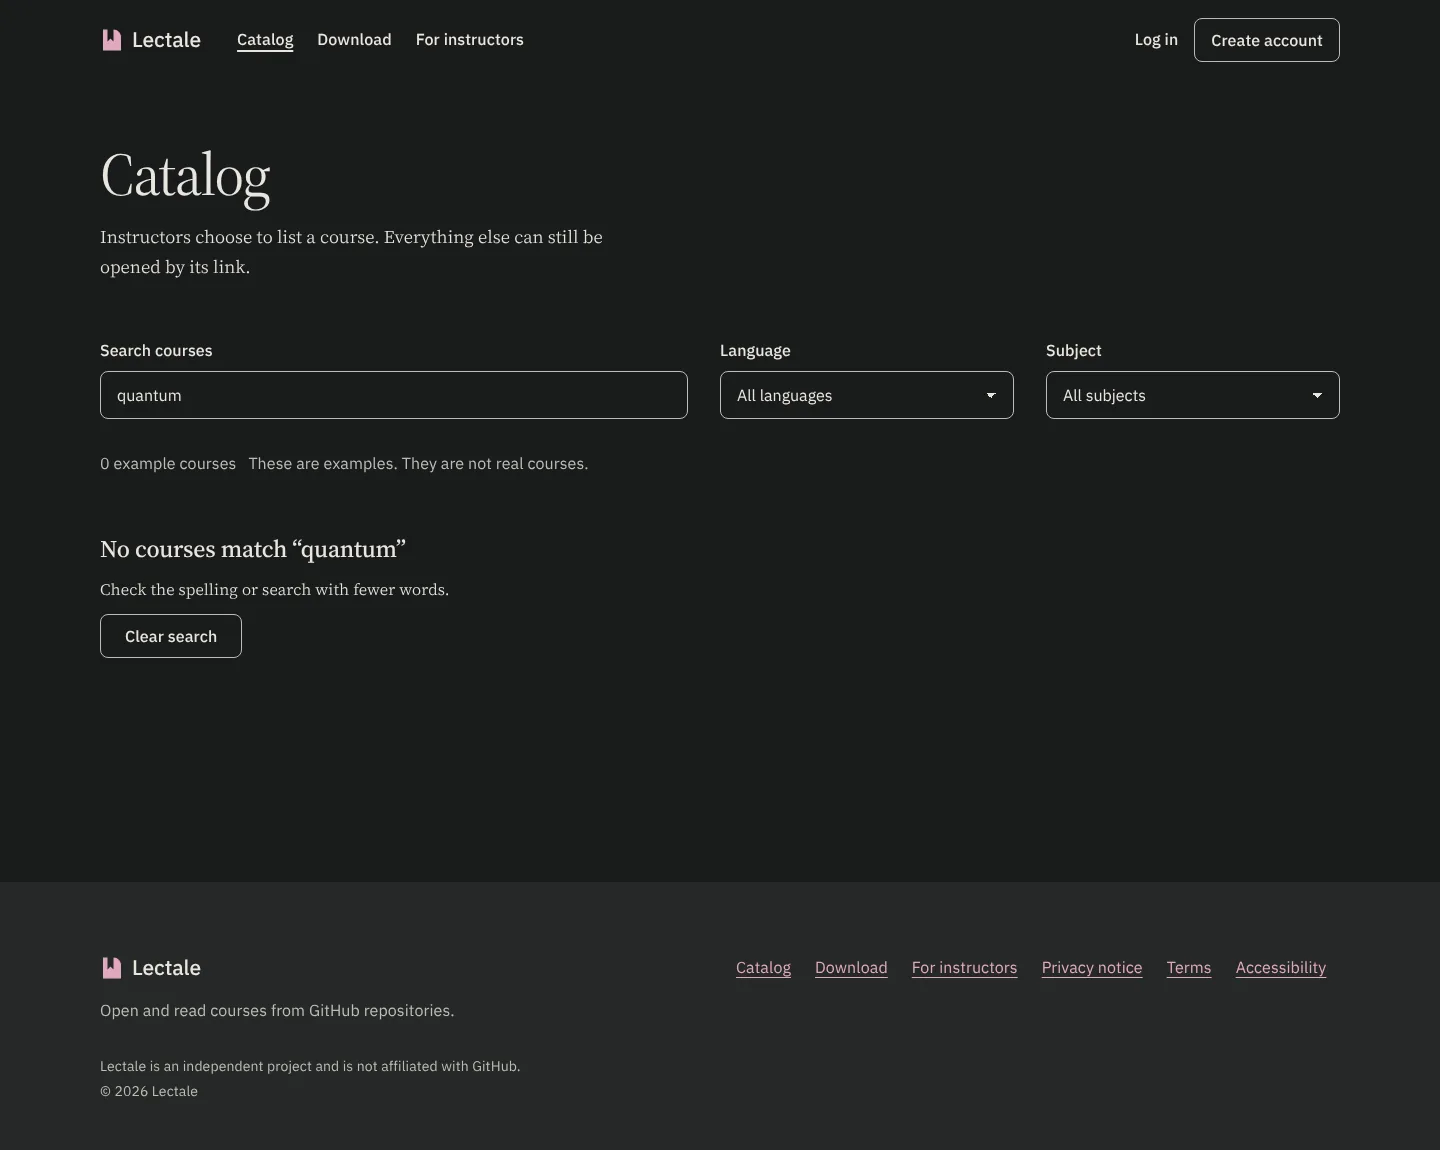 Lectale
Catalog
Download
For instructors
Log in
Create account
Catalog
Instructors choose to list a course. Everything else can still be
opened by its link.
Search courses
Language
Subject
quantum
All languages
All subjects
0 example courses These are examples. They are not real courses.
No courses match “quantum”
Check the spelling or search with fewer words.
Clear search
Lectale
Catalog
Download
For instructors
Privacy notice
Terms
Accessibility
Open and read courses from GitHub repositories.
Lectale is an independent project and is not affiliated with GitHub.
© 2026 Lectale